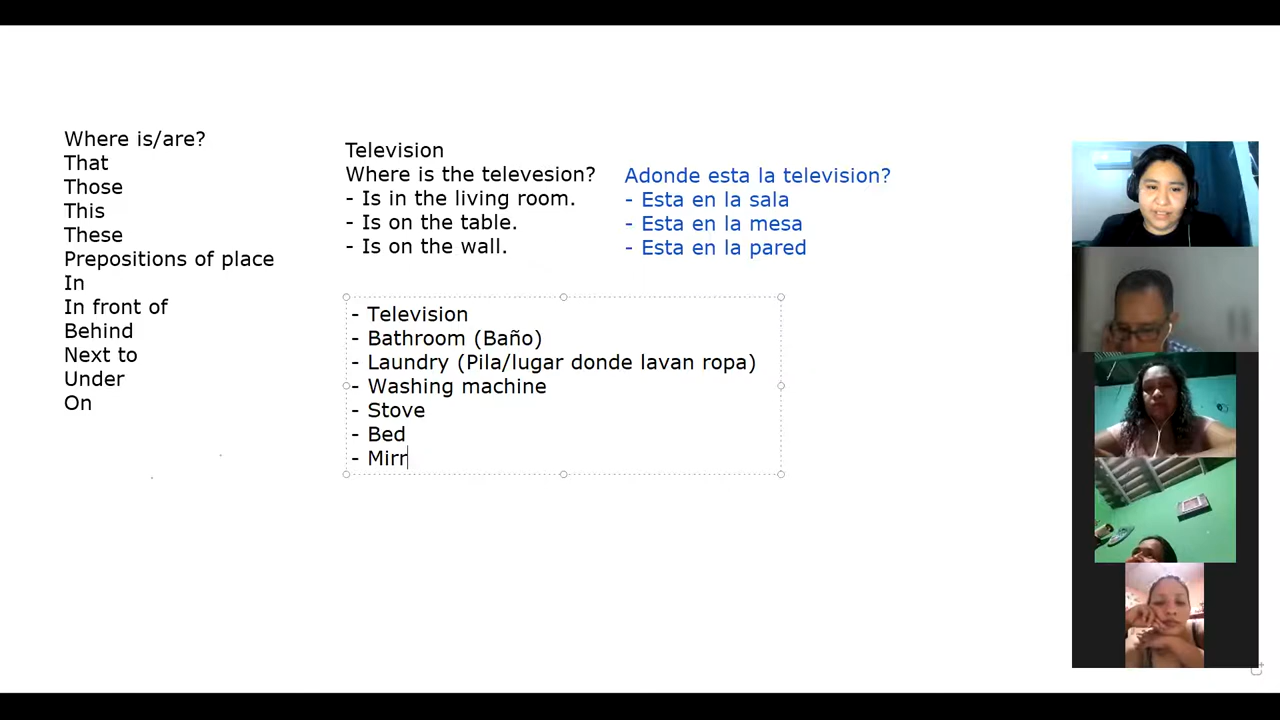 Where is/are?
That
Those
This
These
Prepositions of place
In
In front of
Behind
Next to
Under
On
Television
Where is the televesion?
- Is in the living room.
- Is on the table.
- Is on the wall.
Adonde esta la television?
- Esta en la sala
- Esta en la mesa
- Esta en la pared
- Television
- Bathroom (Baño)
- Laundry (Pila/lugar donde lavan ropa)
- Washing machine
- Stove
- Bed
- Mirr